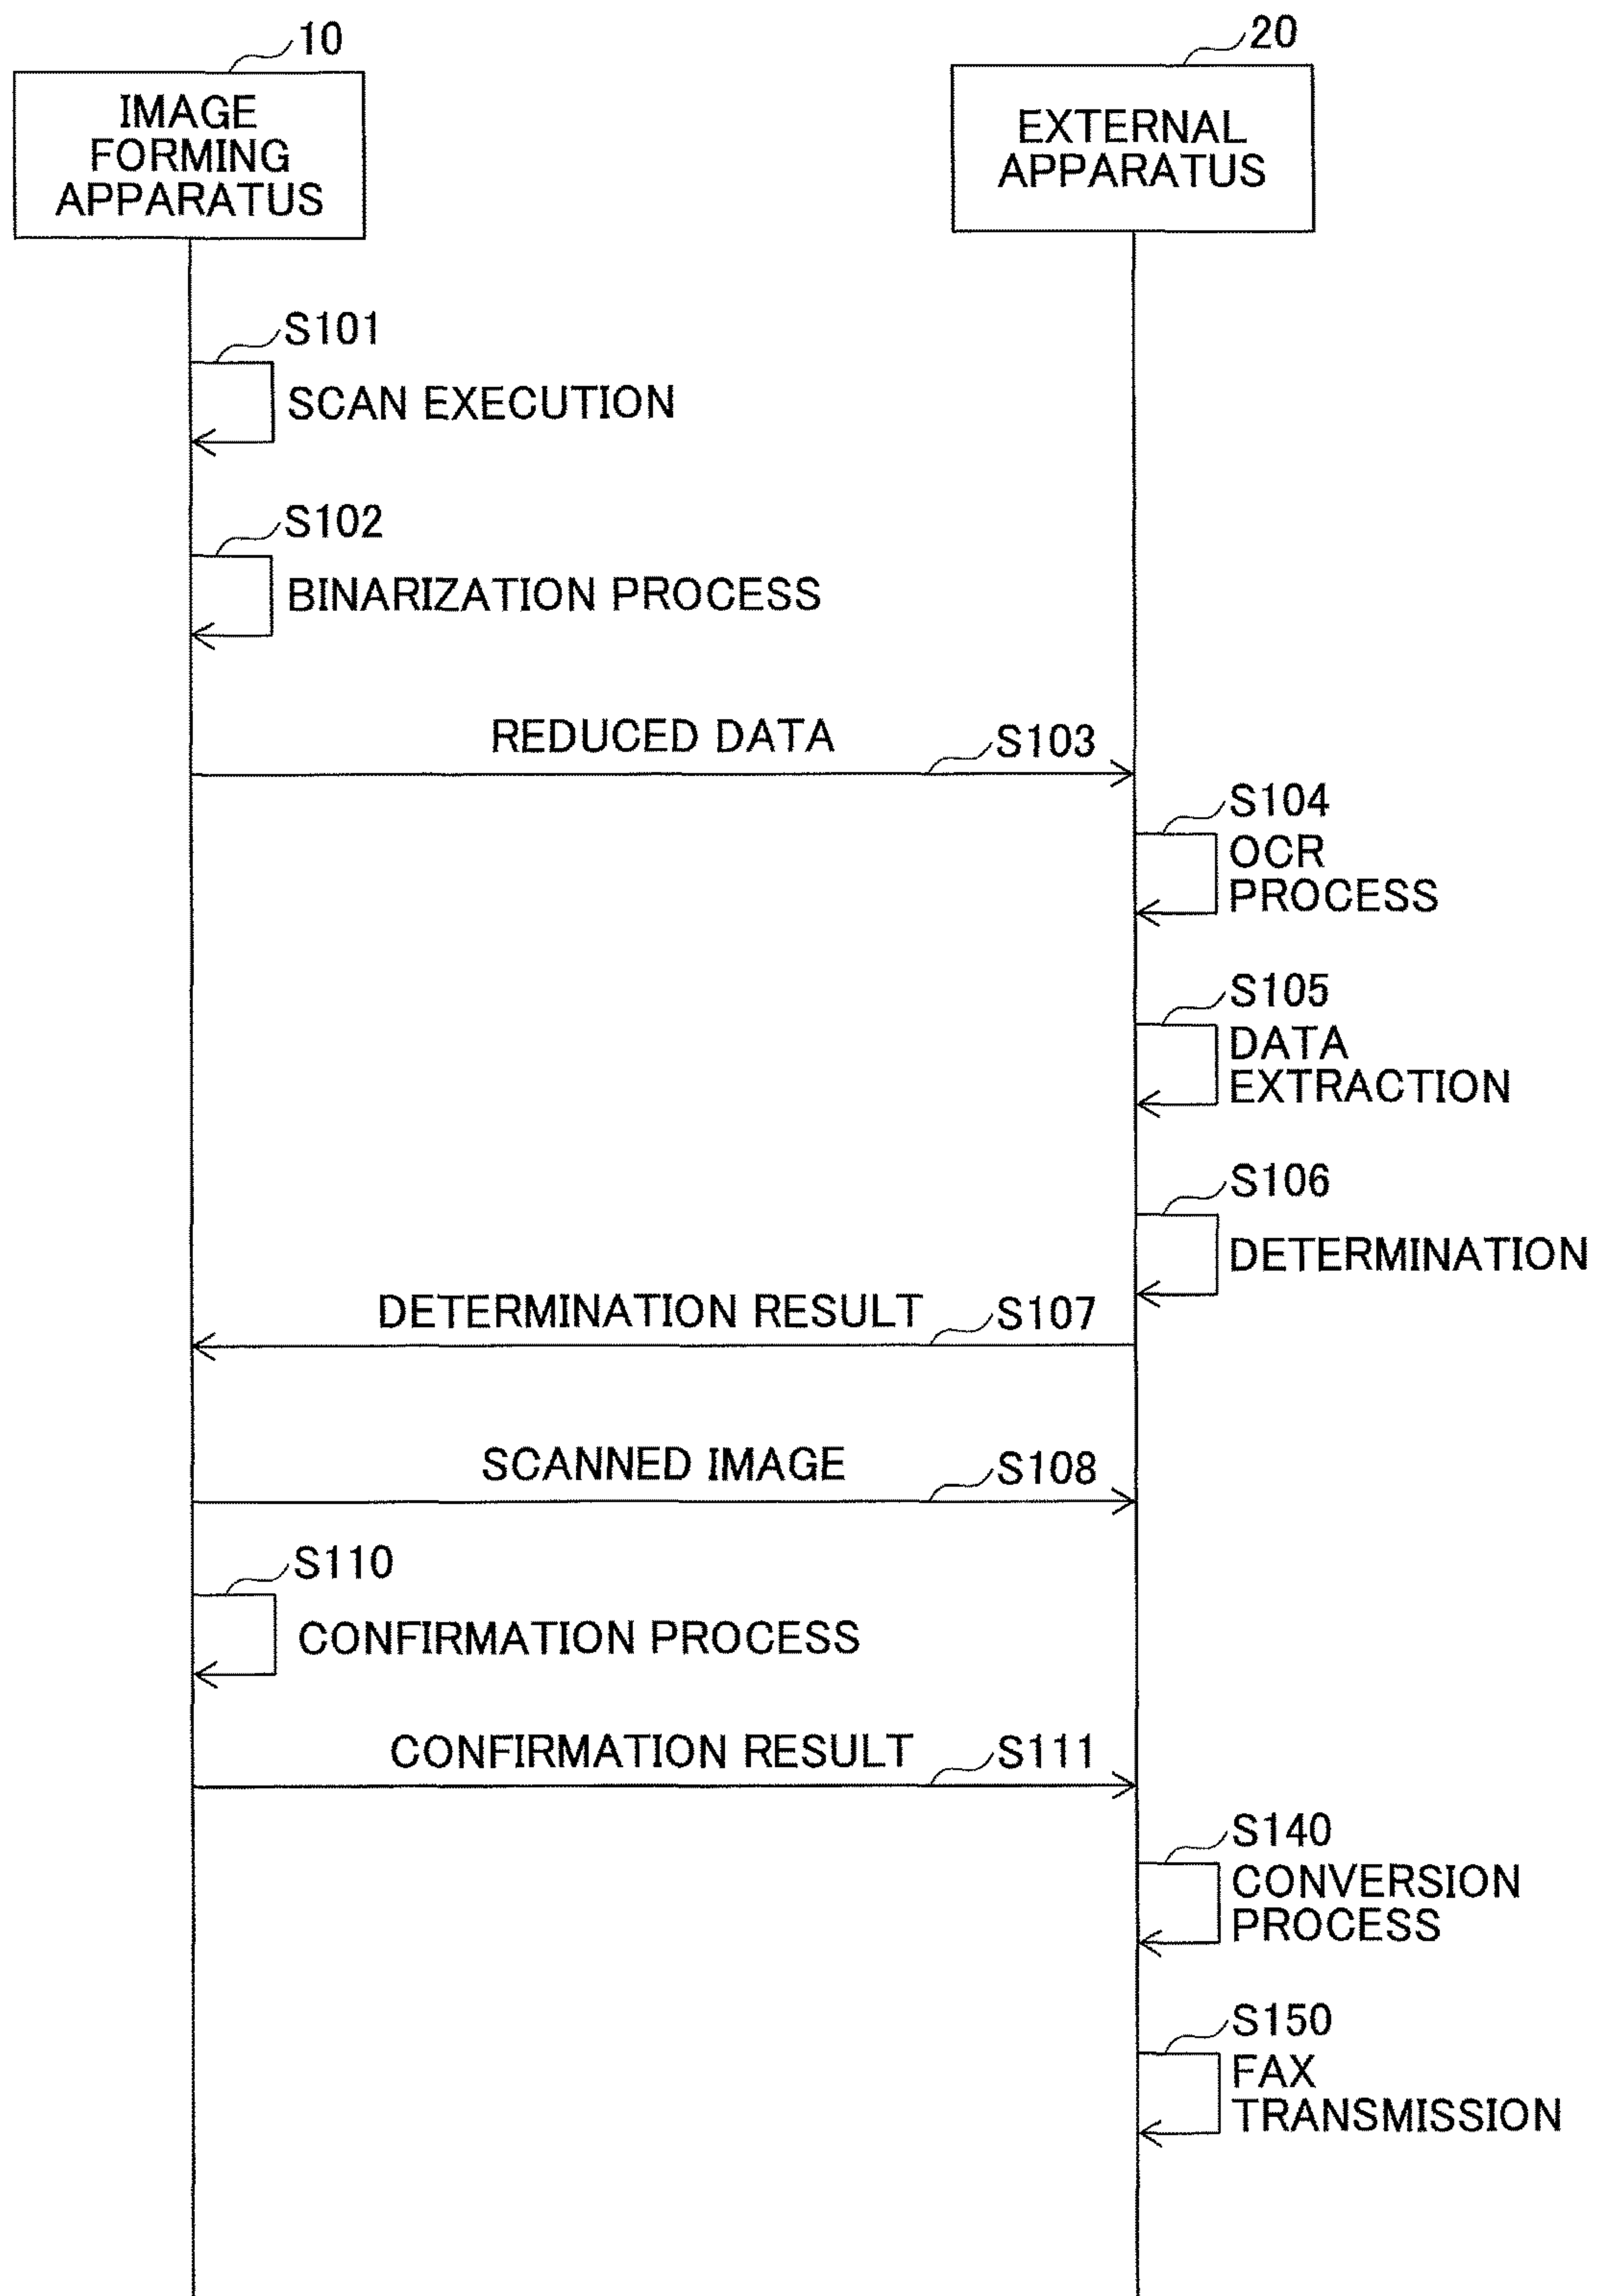 10
IMAGE
FORMING
APPARATUS
20
EXTERNAL
APPARATUS
S101
SCAN EXECUTION
S102
BINARIZATION PROCESS
REDUCED DATA
S103
S104
OCR
PROCESS
S105
DATA
EXTRACTION
S106
DETERMINATION
DETERMINATION RESULT
S107
SCANNED IMAGE
S108
S110
CONFIRMATION PROCESS
CONFIRMATION RESULT
S111
S140
CONVERSION
PROCESS
S150
FAX
TRANSMISSION